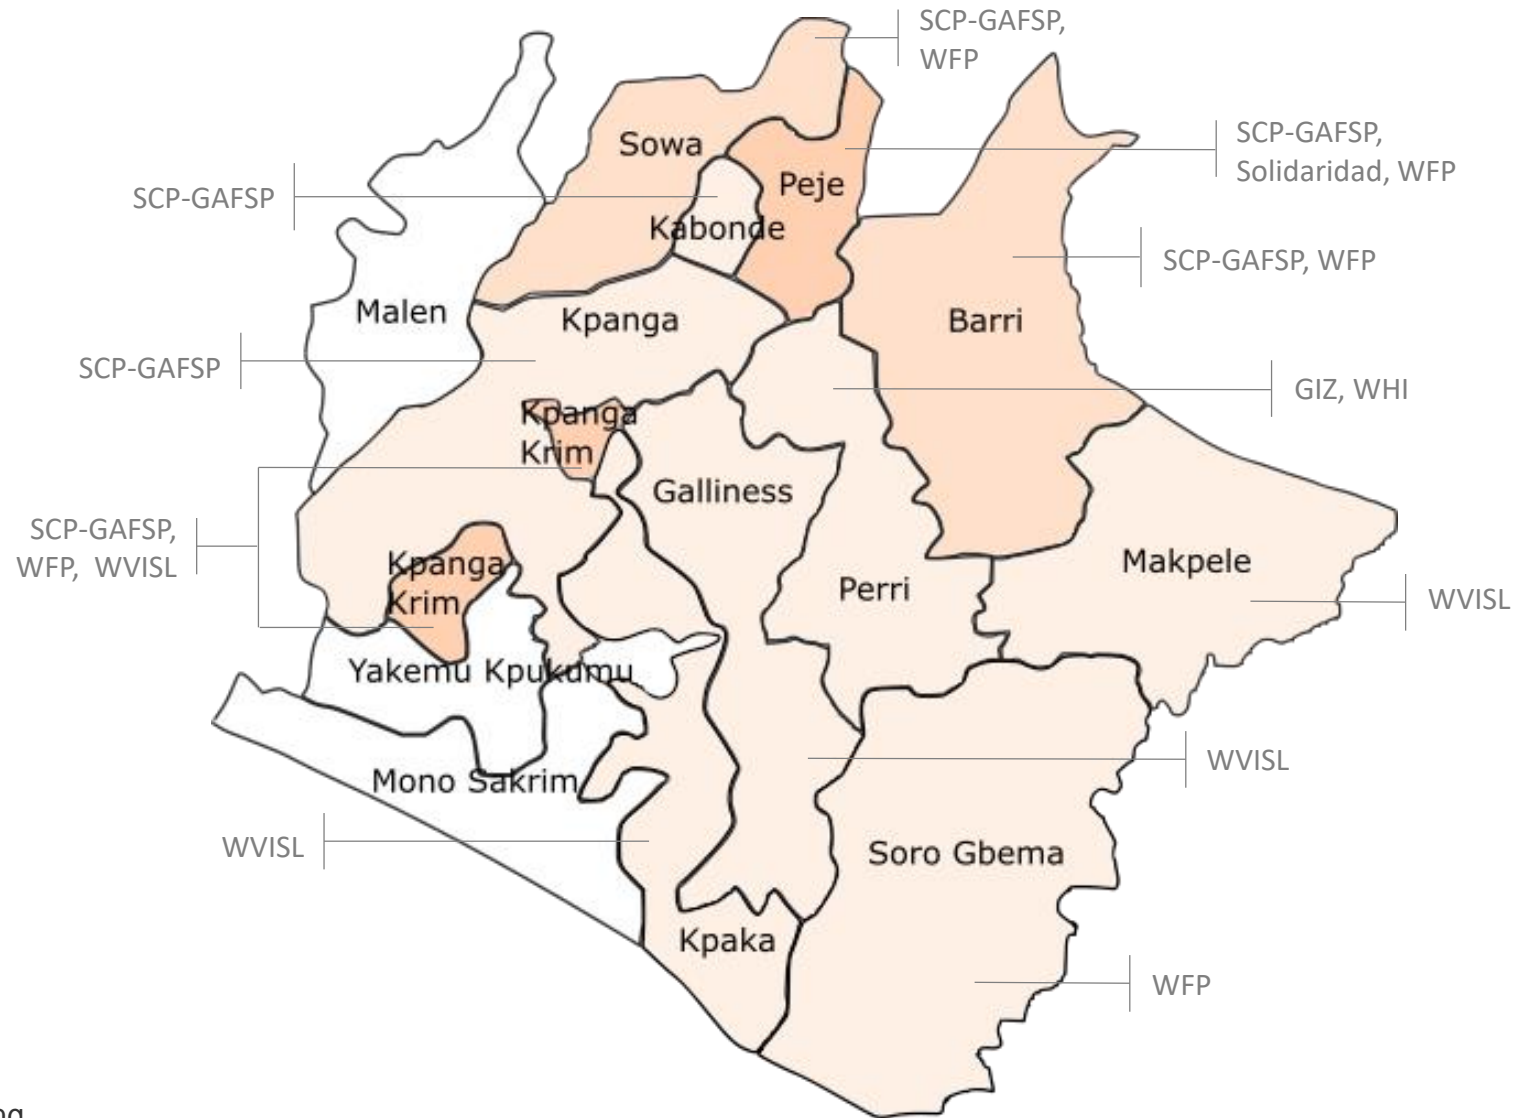 SCP-GAFSP,
WFP
SCP-GAFSP,
Solidaridad, WFP
Sowa
Peje
SCP-GAFSP
Kabonde
SCP-GAFSP, WFP
Malen
Kpanga
Barri
SCP-GAFSP
GIZ, WHI
Kpanga
Krim
Galliness
SCP-GAFSP,
WFP, WVISL
Kpanga
Krim
Perri
Makpele
WVISL
Yakemu Kpukumu
WVISL
Mono Sakrim
WVISL
Soro Gbema
Kpaka
WFP